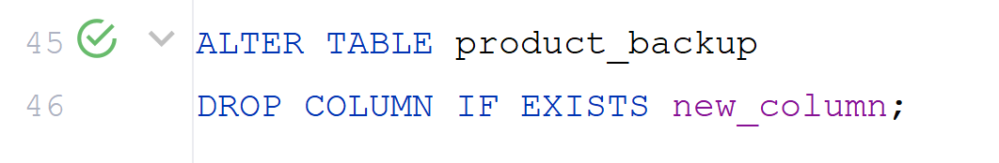 45 ALTER TABLE product_backup
46 DROP COLUMN IF EXISTS new_column;